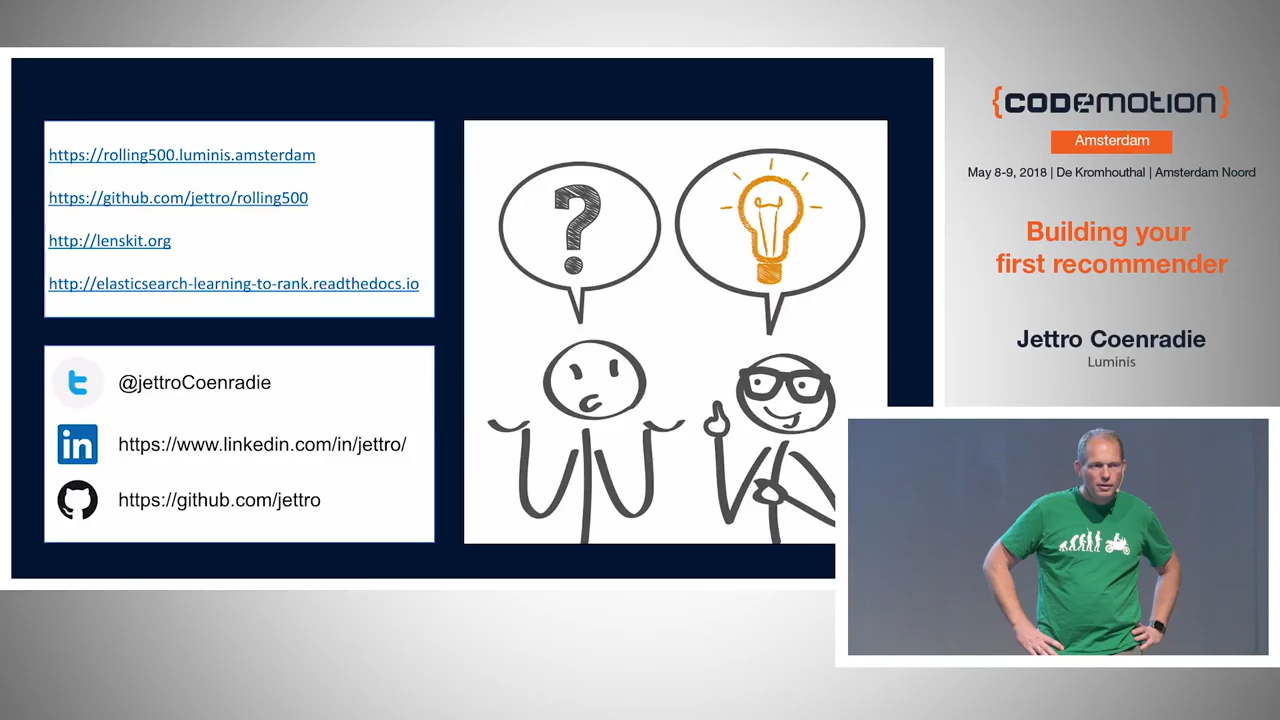 https://rolling500.luminis.amsterdam
https://github.com/jettro/rolling500
http://lenskit.org
http://elasticsearch-learning-to-rank.readthedocs.io
@jettroCoenradie
in
https://www.linkedin.com/in/jettro/
https://github.com/jettro
?
{CODEMOTION}
Amsterdam
May 8-9, 2018 | De Kromhouthal | Amsterdam Noord
Building your
first recommender
Jettro Coenradie
Luminis